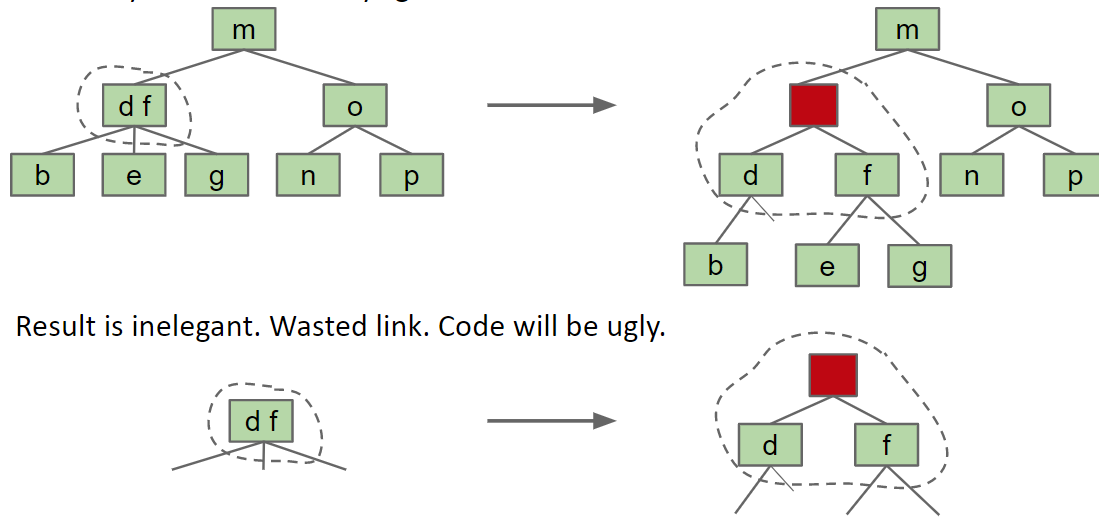 m m
d f o o
b e g n p d f n p
b e g
Result is inelegant. Wasted link. Code will be ugly.
d f
d f